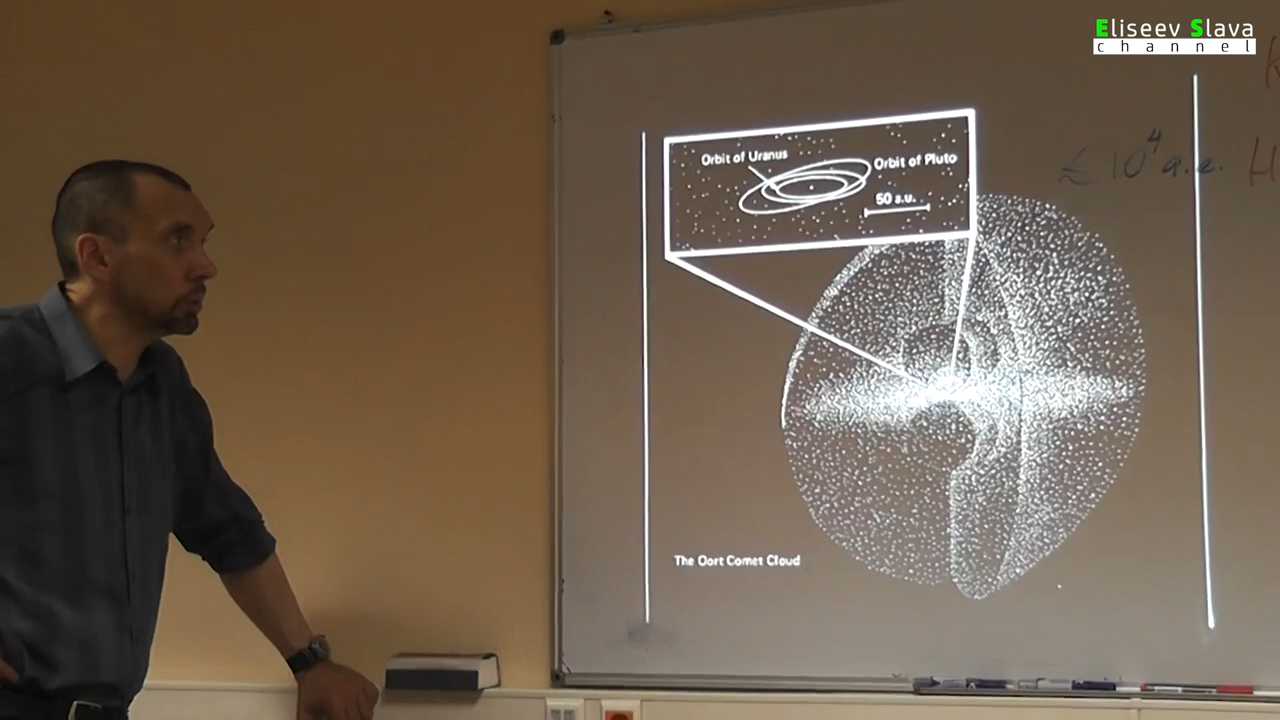 Eliseev Slava
channel
Orbit of Uranus
Orbit of Pluto
50 a.u.
≲ 10⁴ а.е.
The Oort Comet Cloud